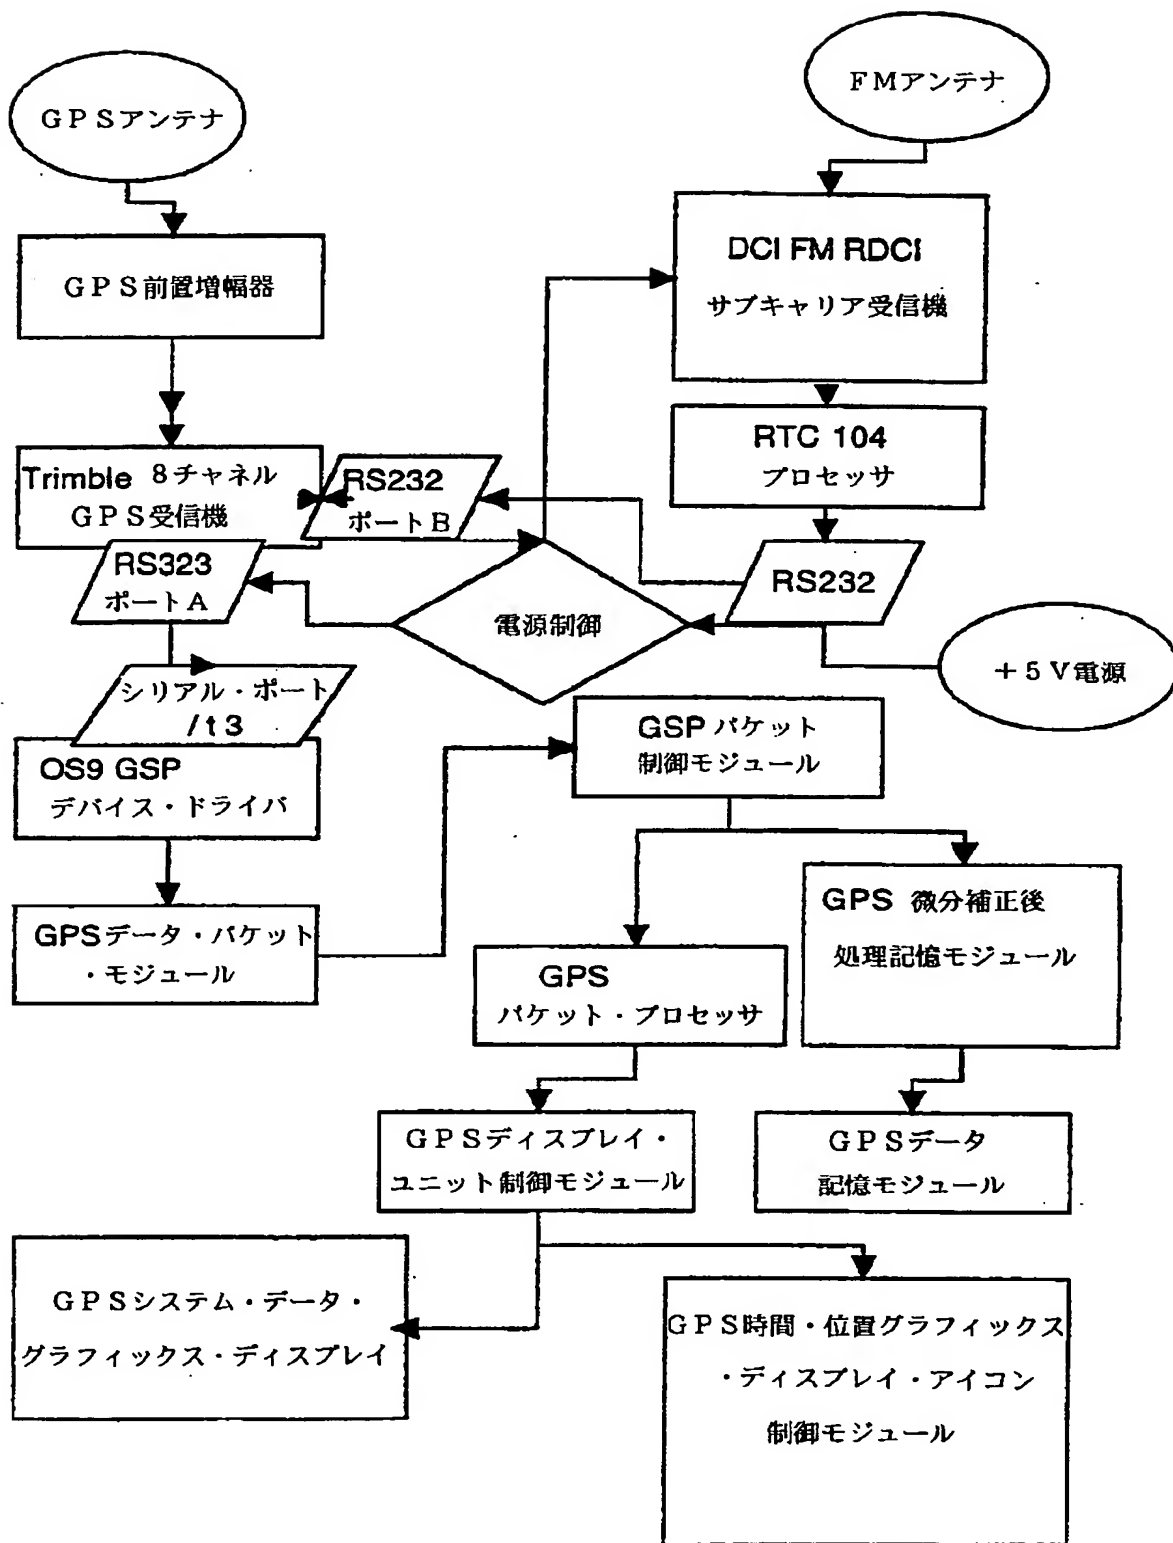 GPSアンテナ
FMアンテナ
GPS前置増幅器
DCI FM RDCI
サブキャリア受信機
RTC 104
プロセッサ
Trimble 8チャネル
GPS受信機
RS232
ポートB
RS323
ポートA
RS232
電源制御
+5V電源
シリアル・ポート
/t3
OS9 GSP
デバイス・ドライバ
GSPパケット
制御モジュール
GPSデータ・パケット
・モジュール
GPS 微分補正後
処理記憶モジュール
GPS
パケット・プロセッサ
GPSディスプレイ・
ユニット制御モジュール
GPSデータ
記憶モジュール
GPSシステム・データ・
グラフィックス・ディスプレイ
GPS時間・位置グラフィックス
・ディスプレイ・アイコン
制御モジュール